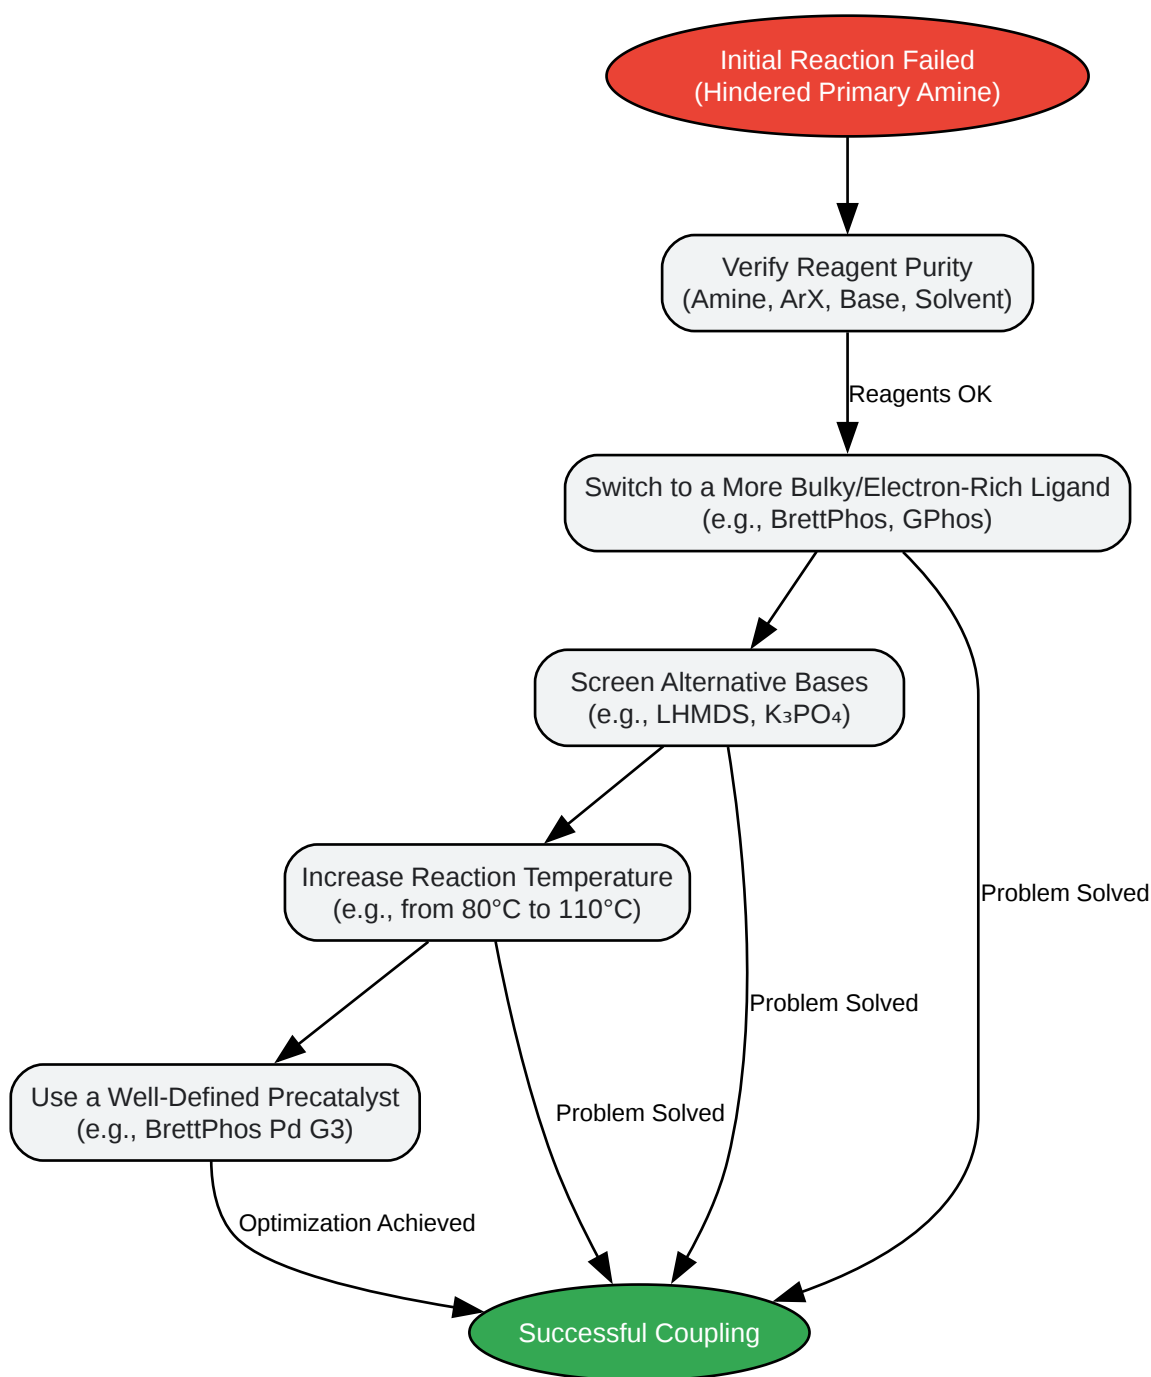 Initial Reaction Failed
(Hindered Primary Amine)
Verify Reagent Purity
(Amine, ArX, Base, Solvent)
Reagents OK
Switch to a More Bulky/Electron-Rich Ligand
(e.g., BrettPhos, GPhos)
Screen Alternative Bases
(e.g., LHMDS, K₃PO₄)
Increase Reaction Temperature
(e.g., from 80°C to 110°C)
Problem Solved
Problem Solved
Use a Well-Defined Precatalyst
(e.g., BrettPhos Pd G3)
Problem Solved
Optimization Achieved
Successful Coupling